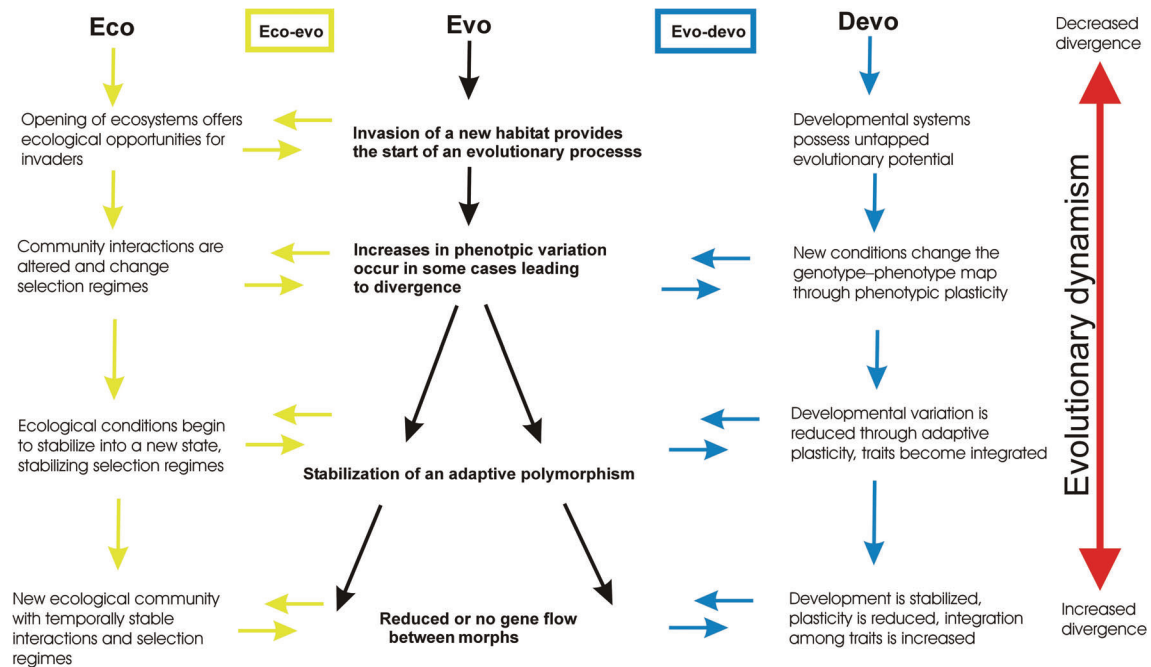 Eco
Eco-evo
Evo
Evo-devo
Devo
Decreased
divergence
Opening of ecosystems offers
ecological opportunities for
invaders
Invasion of a new habitat provides
the start of an evolutionary processs
Developmental systems
possess untapped
evolutionary potential
Community interactions are
altered and change
selection regimes
Increases in phenotpic variation
occur in some cases leading
to divergence
New conditions change the
genotype–phenotype map
through phenotypic plasticity
Evolutionary dynamism
Ecological conditions begin
to stabilize into a new state,
stabilizing selection regimes
Stabilization of an adaptive polymorphism
Developmental variation is
reduced through adaptive
plasticity, traits become integrated
New ecological community
with temporally stable
interactions and selection
regimes
Reduced or no gene flow
between morphs
Development is stabilized,
plasticity is reduced, integration
among traits is increased
Increased
divergence